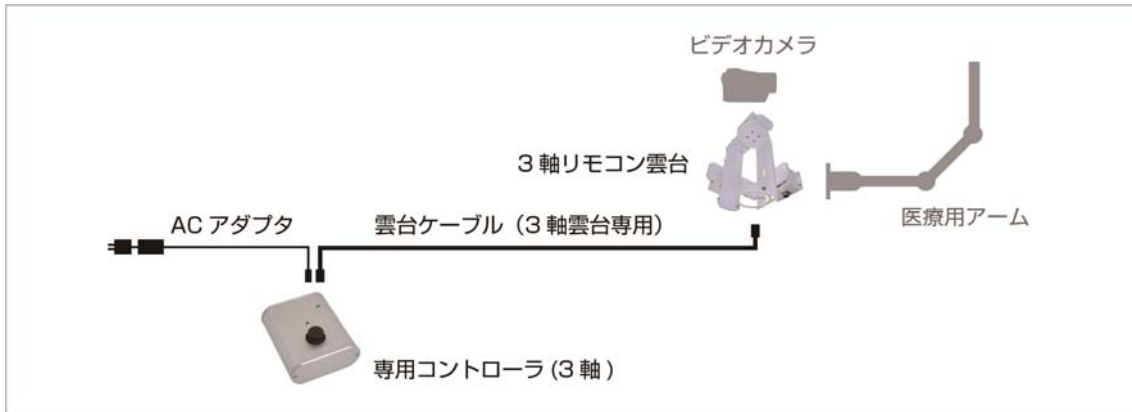 ビデオカメラ
3軸リモコン雲台
医療用アーム
ACアダプタ
雲台ケーブル（3軸雲台専用）
専用コントローラ(3軸)